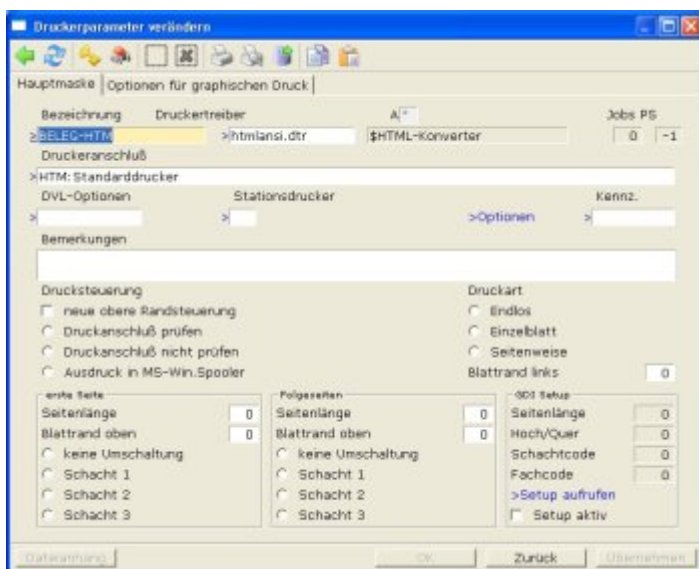 Druckerparameter verändern
Hauptmaske Optionen für graphischen Druck
Bezeichnung Druckertreiber A * Jobs PS
>BELEG-HTM >htmlansi.dtr $HTML-Konverter 0 -1
Druckeranschluß
>HTM:Standarddrucker
DVL-Optionen Stationsdrucker Kennz.
> > >Optionen >
Bemerkungen
Drucksteuerung Druckart
neue obere Randsteuerung Endlos
Druckanschluß prüfen Einzelblatt
Druckanschluß nicht prüfen Seitenweise
Ausdruck in MS-Win.Spooler Blattrand links 0
erste Seite Folgeseiten GDI Setup
Seitenlänge 0 Seitenlänge 0 Seitenlänge 0
Blattrand oben 0 Blattrand oben 0 Hoch/Quer 0
keine Umschaltung keine Umschaltung Schachtcode 0
Schacht 1 Schacht 1 Fachcode 0
Schacht 2 Schacht 2 >Setup aufrufen
Schacht 3 Schacht 3 Setup aktiv
Dateianhang OK Zurück Übernehmen